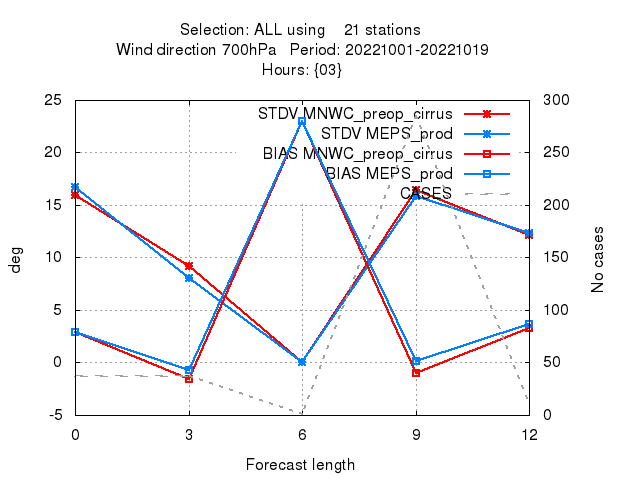 Selection: ALL using    21 stations
Wind direction 700hPa   Period: 20221001-20221019
Hours: {03}
25
20
15
10
5
0
-5
300
250
200
150
100
50
0
STDV MNWC_preop_cirrus
STDV MEPS_prod
BIAS MNWC_preop_cirrus
BIAS MEPS_prod
CASES
deg
No cases
0 3 6 9 12
Forecast length